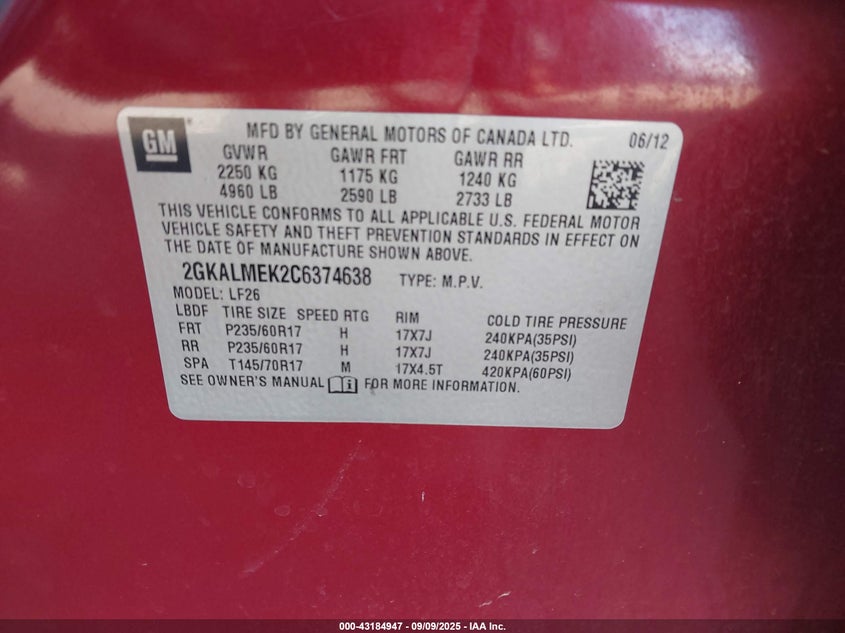 GM
MFD BY GENERAL MOTORS OF CANADA LTD. 06/12
GVWR GAWR FRT GAWR RR
2250 KG 1175 KG 1240 KG
4960 LB 2590 LB 2733 LB
THIS VEHICLE CONFORMS TO ALL APPLICABLE U.S. FEDERAL MOTOR
VEHICLE SAFETY AND THEFT PREVENTION STANDARDS IN EFFECT ON
THE DATE OF MANUFACTURE SHOWN ABOVE.
2GKALMEK2C6374638 TYPE: M.P.V.
MODEL: LF26
LBDF TIRE SIZE SPEED RTG RIM COLD TIRE PRESSURE
FRT P235/60R17 H 17X7J 240KPA(35PSI)
RR P235/60R17 H 17X7J 240KPA(35PSI)
SPA T145/70R17 M 17X4.5T 420KPA(60PSI)
SEE OWNER'S MANUAL FOR MORE INFORMATION.
000-43184947 - 09/09/2025 - IAA Inc.